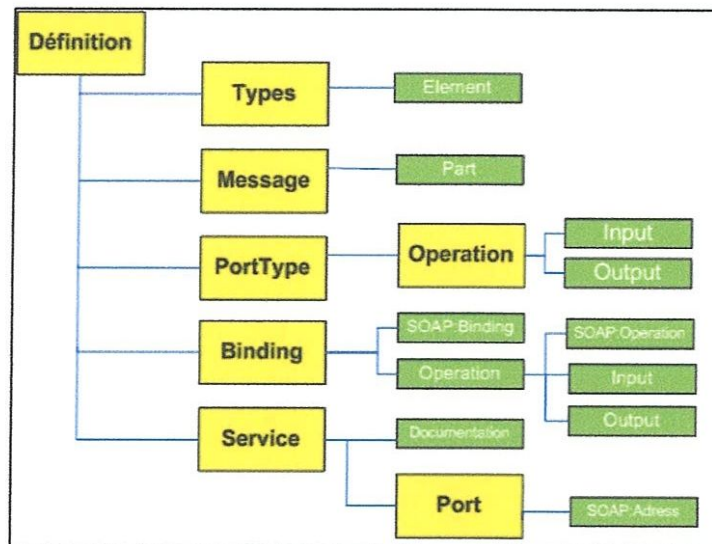 Définition
Types
Element
Message
Part
PortType
Operation
Input
Output
Binding
SOAP:Binding
Operation
SOAP:Operation
Input
Output
Service
Documentation
Port
SOAP:Adress